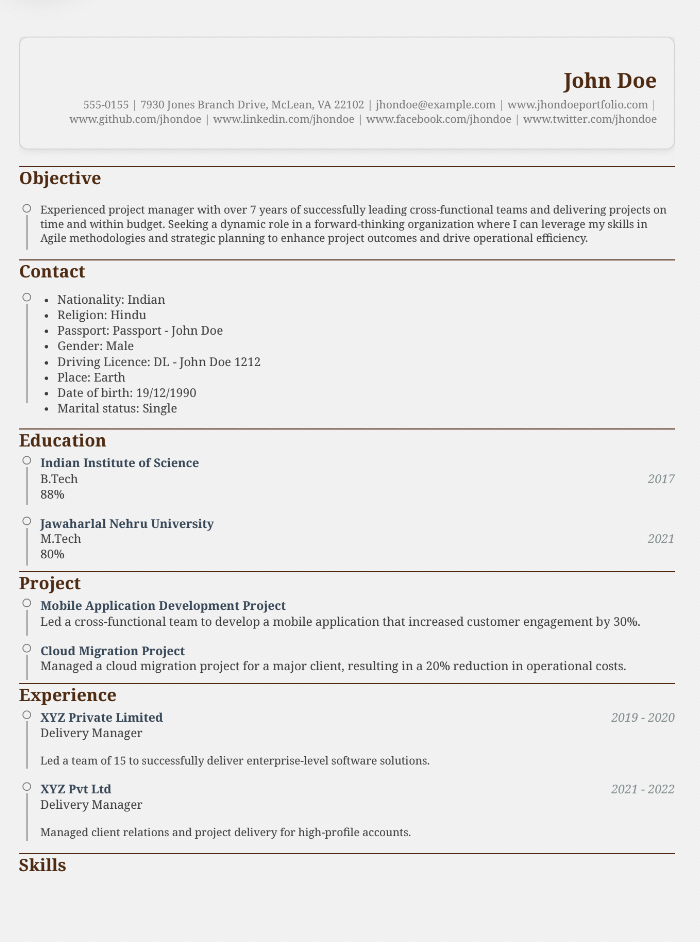 John Doe
555-0155 | 7930 Jones Branch Drive, McLean, VA 22102 | jhondoe@example.com | www.jhondoeportfolio.com |
www.github.com/jhondoe | www.linkedin.com/jhondoe | www.facebook.com/jhondoe | www.twitter.com/jhondoe
Objective
Experienced project manager with over 7 years of successfully leading cross-functional teams and delivering projects on
time and within budget. Seeking a dynamic role in a forward-thinking organization where I can leverage my skills in
Agile methodologies and strategic planning to enhance project outcomes and drive operational efficiency.
Contact
• Nationality: Indian
• Religion: Hindu
• Passport: Passport - John Doe
• Gender: Male
• Driving Licence: DL - John Doe 1212
• Place: Earth
• Date of birth: 19/12/1990
• Marital status: Single
Education
Indian Institute of Science
B.Tech 2017
88%
Jawaharlal Nehru University
M.Tech 2021
80%
Project
Mobile Application Development Project
Led a cross-functional team to develop a mobile application that increased customer engagement by 30%.
Cloud Migration Project
Managed a cloud migration project for a major client, resulting in a 20% reduction in operational costs.
Experience
XYZ Private Limited 2019 - 2020
Delivery Manager
Led a team of 15 to successfully deliver enterprise-level software solutions.
XYZ Pvt Ltd 2021 - 2022
Delivery Manager
Managed client relations and project delivery for high-profile accounts.
Skills